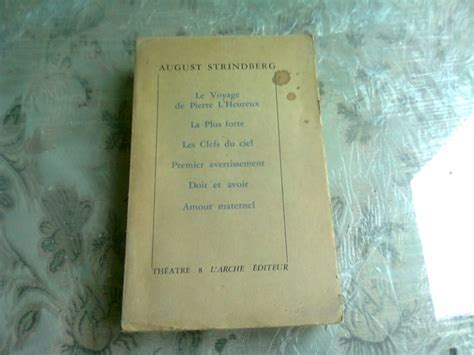 AUGUST STRINDBERG
Le Voyage
de Pierre L'Heureux
La Plus forte
Les Clefs du ciel
Premier avertissement
Doit et avoir
Amour maternel
THÉATRE 8 L'ARCHE ÉDITEUR